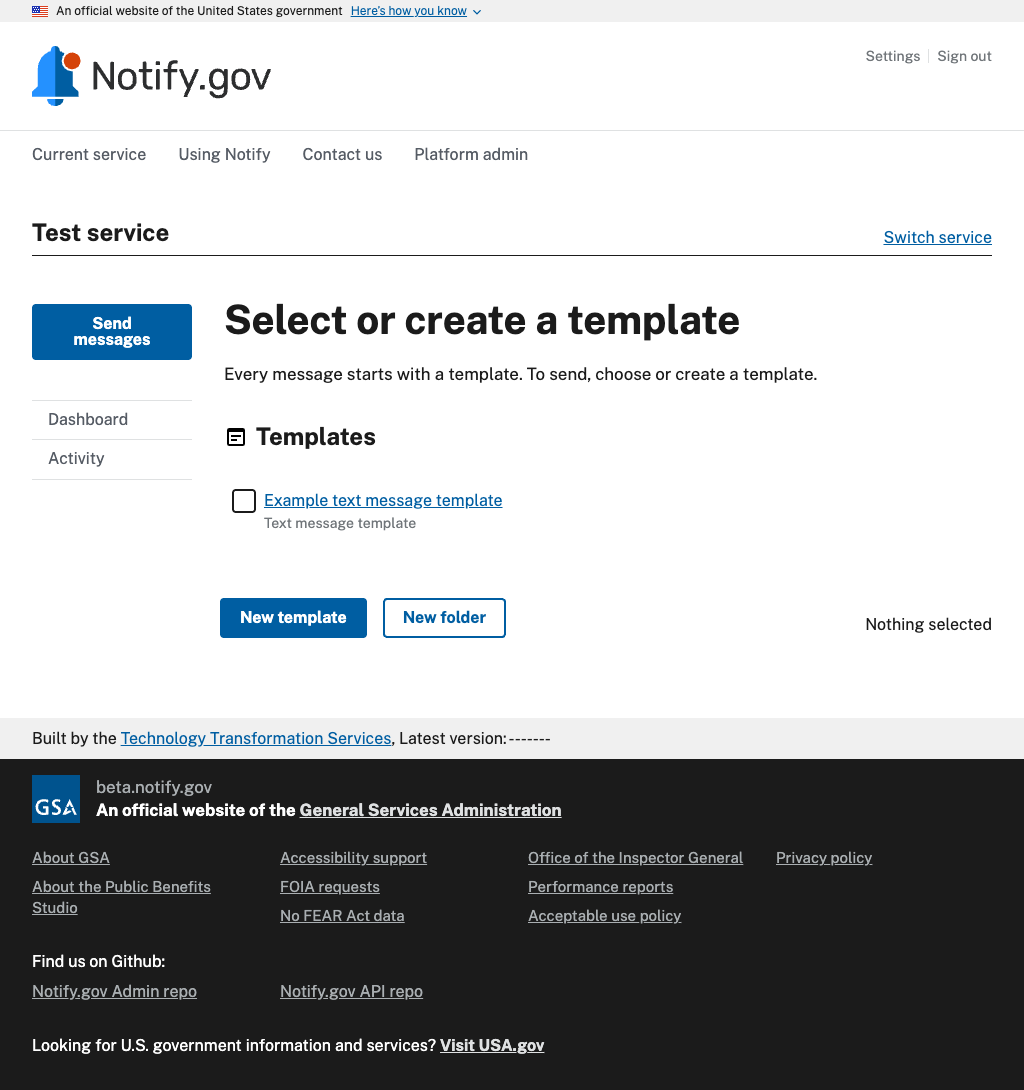 An official website of the United States government Here's how you know
Notify.gov
Settings Sign out
Current service Using Notify Contact us Platform admin
Test service
Switch service
Send
messages
Dashboard
Activity
Select or create a template
Every message starts with a template. To send, choose or create a template.
Templates
Example text message template
Text message template
New template New folder
Nothing selected
Built by the Technology Transformation Services, Latest version:-------
GSA
beta.notify.gov
An official website of the General Services Administration
About GSA
About the Public Benefits
Studio
Accessibility support
FOIA requests
No FEAR Act data
Office of the Inspector General
Performance reports
Acceptable use policy
Privacy policy
Find us on Github:
Notify.gov Admin repo Notify.gov API repo
Looking for U.S. government information and services? Visit USA.gov